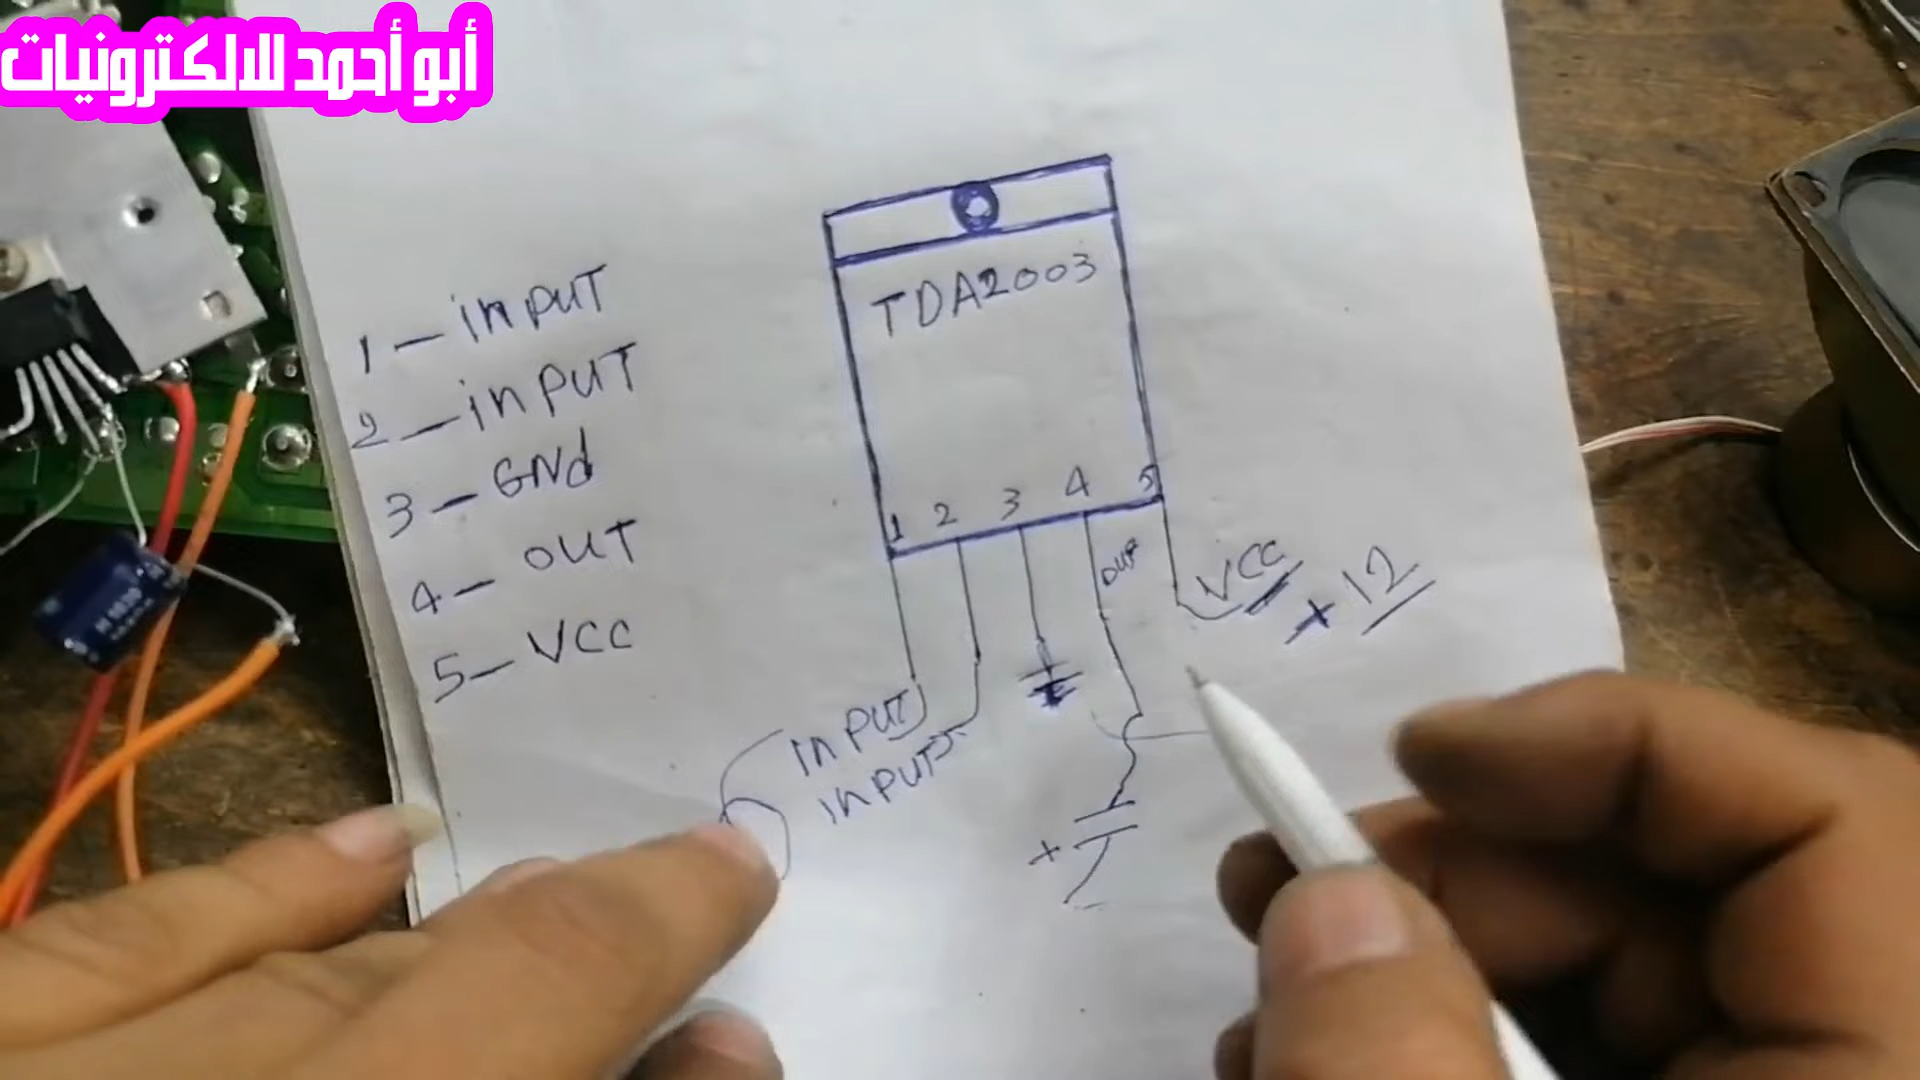 أبو أحمد للالكترونيات
TDA2003
1 - inPUT
2 - inPUT
3 - GNd
4 - OUT
5 - VCC
1 2 3 4 5
OUT
VCC
+12
inPUT
inPUT
+